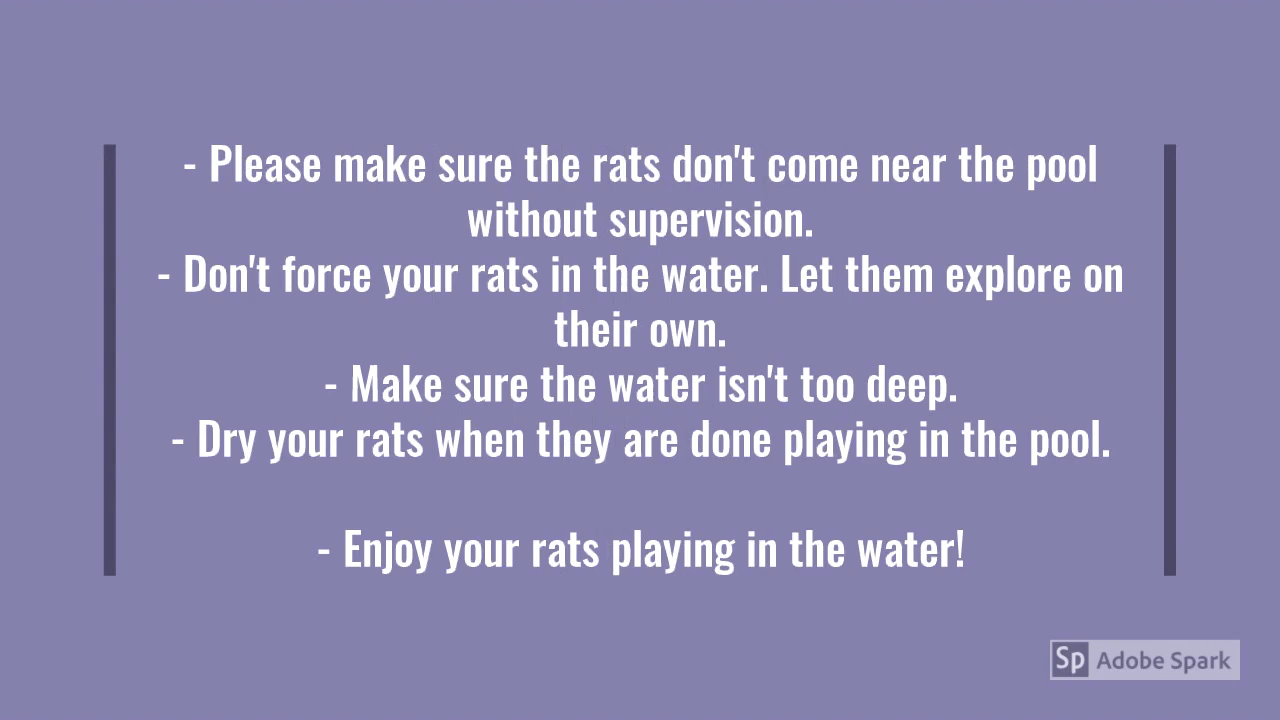 - Please make sure the rats don't come near the pool
without supervision.
- Don't force your rats in the water. Let them explore on
their own.
- Make sure the water isn't too deep.
- Dry your rats when they are done playing in the pool.
- Enjoy your rats playing in the water!
Sp Adobe Spark